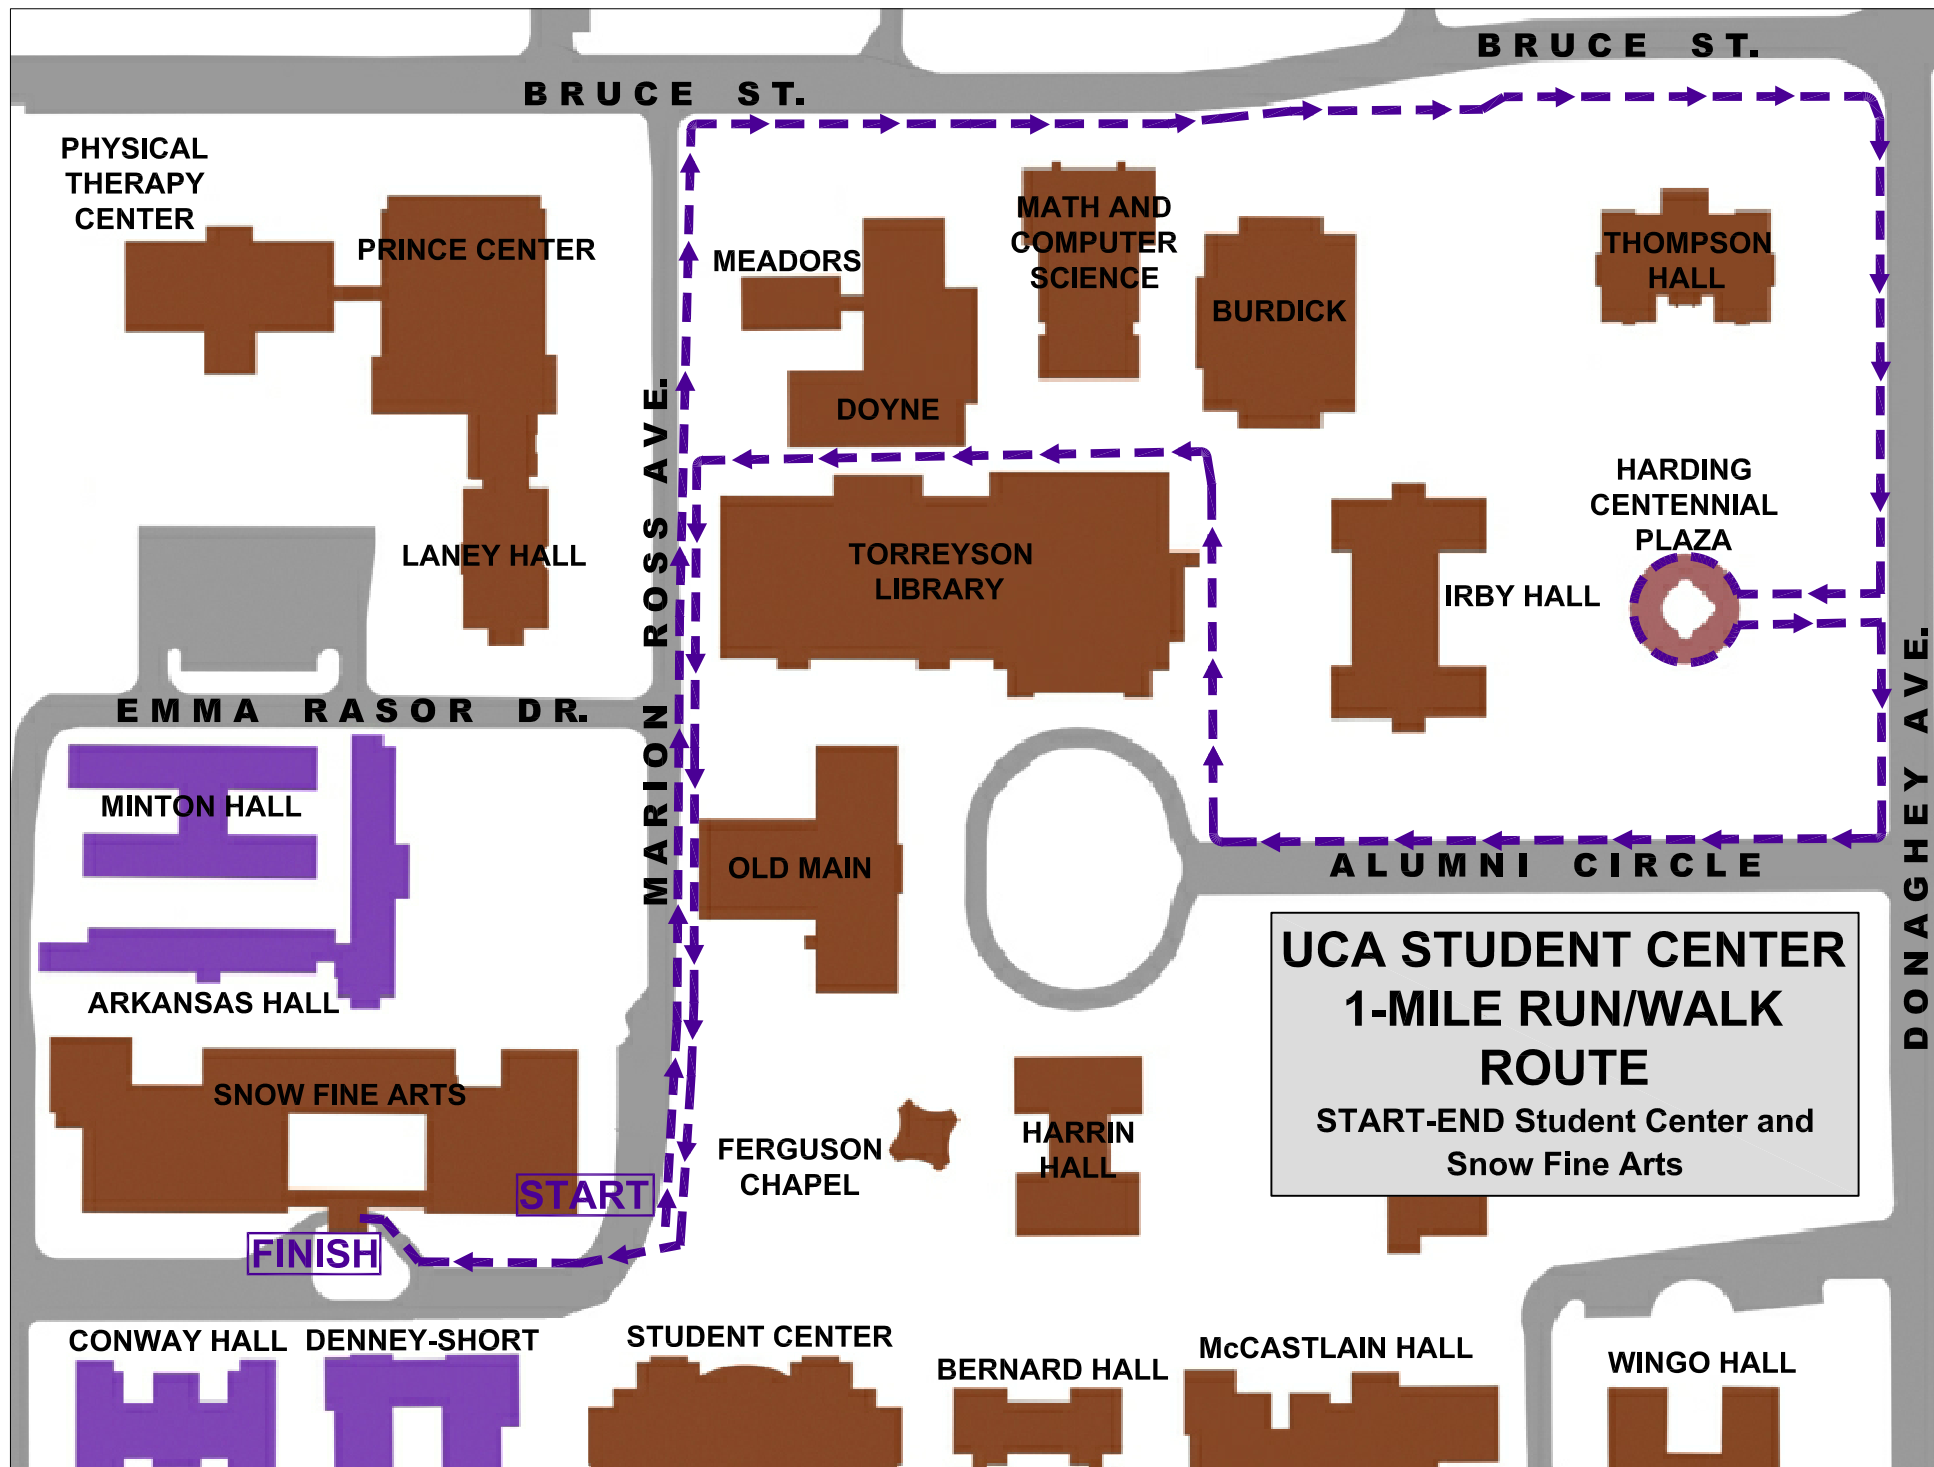 BRUCE ST.
BRUCE ST.
PHYSICAL
THERAPY
CENTER
PRINCE CENTER
MEADORS
MATH AND
COMPUTER
SCIENCE
BURDICK
THOMPSON
HALL
DOYNE
MARION ROSS AVE.
LANEY HALL
TORREYSON
LIBRARY
IRBY HALL
HARDING
CENTENNIAL
PLAZA
EMMA RASOR DR.
MINTON HALL
OLD MAIN
ALUMNI CIRCLE
DONAGHEY AVE.
ARKANSAS HALL
SNOW FINE ARTS
START
FINISH
FERGUSON
CHAPEL
HARRIN
HALL
UCA STUDENT CENTER
1-MILE RUN/WALK
ROUTE
START-END Student Center and
Snow Fine Arts
CONWAY HALL
DENNEY-SHORT
STUDENT CENTER
BERNARD HALL
McCASTLAIN HALL
WINGO HALL